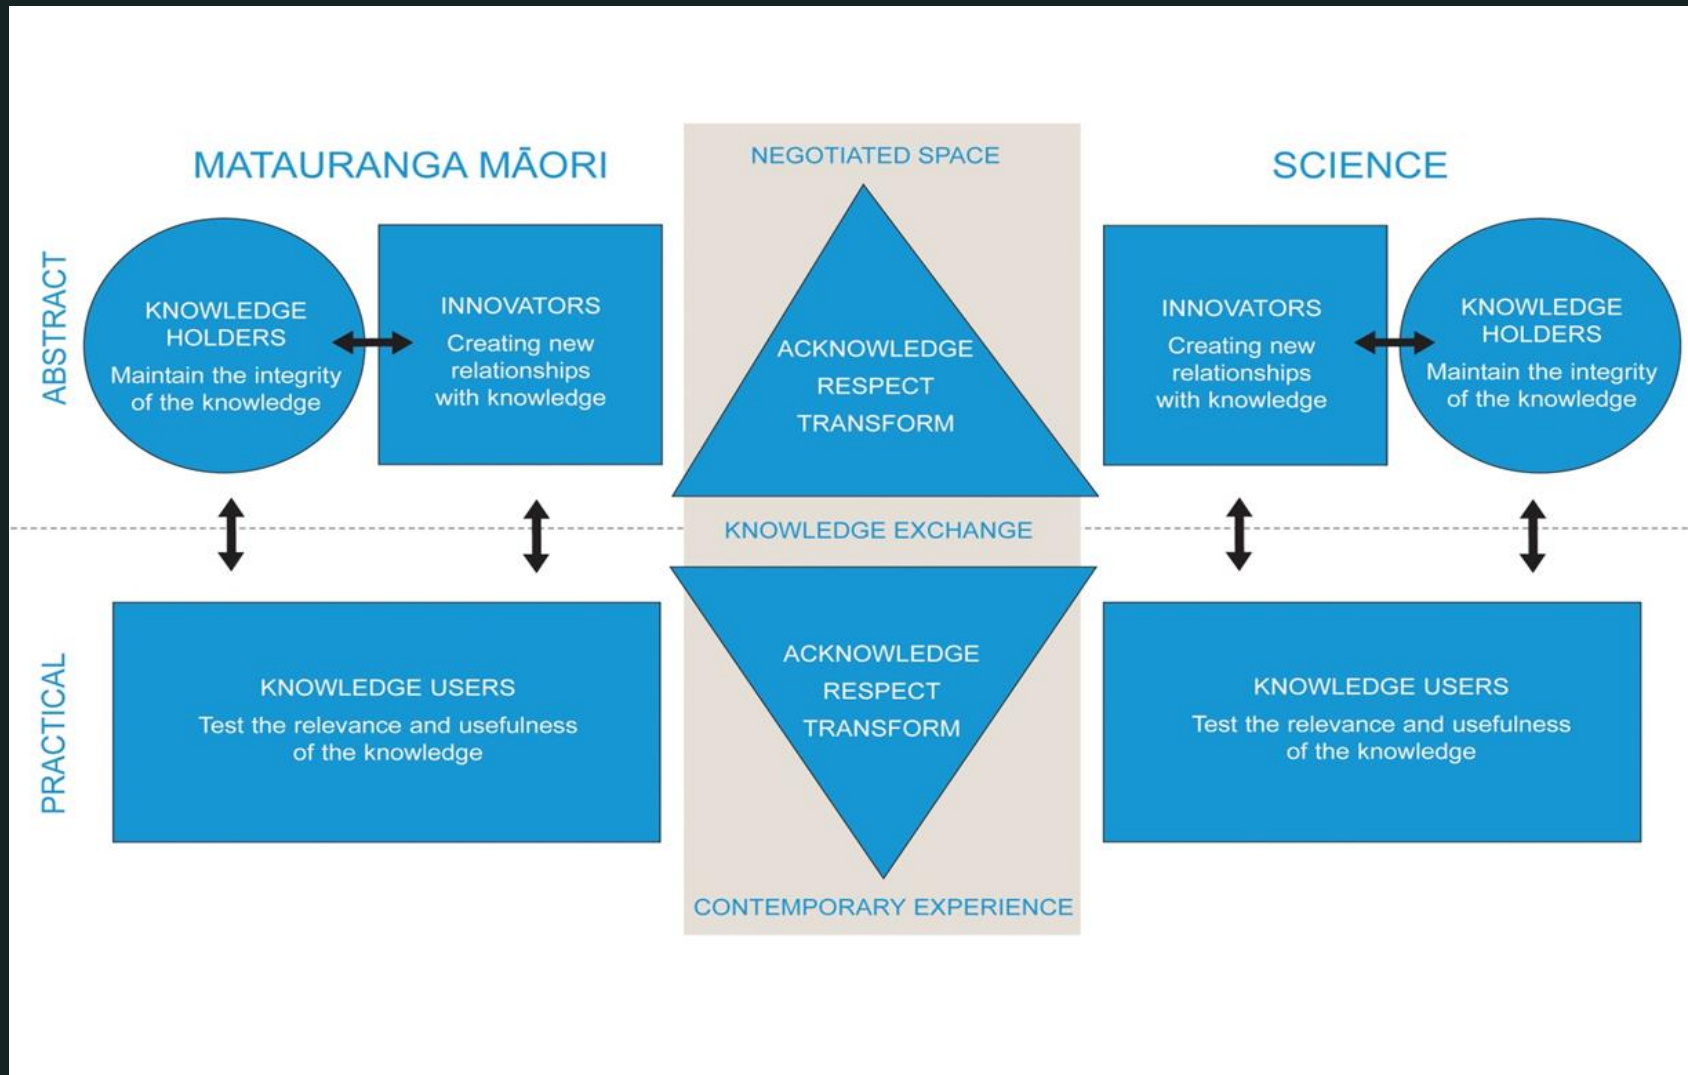 MATAURANGA MĀORI
NEGOTIATED SPACE
SCIENCE
ABSTRACT
KNOWLEDGE
HOLDERS
Maintain the integrity
of the knowledge
INNOVATORS
Creating new
relationships
with knowledge
ACKNOWLEDGE
RESPECT
TRANSFORM
INNOVATORS
Creating new
relationships
with knowledge
KNOWLEDGE
HOLDERS
Maintain the integrity
of the knowledge
KNOWLEDGE EXCHANGE
PRACTICAL
KNOWLEDGE USERS
Test the relevance and usefulness
of the knowledge
ACKNOWLEDGE
RESPECT
TRANSFORM
KNOWLEDGE USERS
Test the relevance and usefulness
of the knowledge
CONTEMPORARY EXPERIENCE